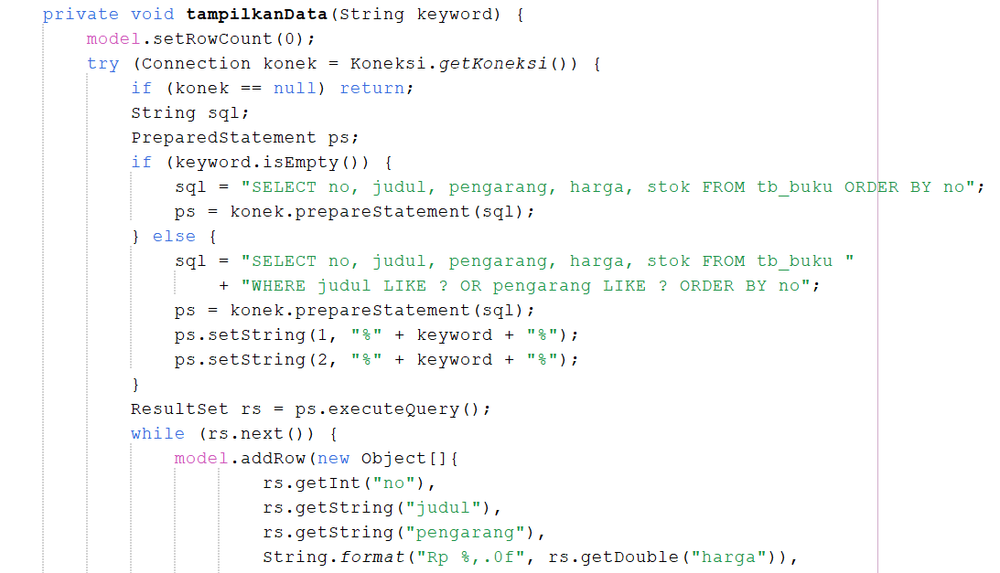 private void tampilkanData(String keyword) {
    model.setRowCount(0);
    try (Connection konek = Koneksi.getKoneksi()) {
        if (konek == null) return;
        String sql;
        PreparedStatement ps;
        if (keyword.isEmpty()) {
            sql = "SELECT no, judul, pengarang, harga, stok FROM tb_buku ORDER BY no";
            ps = konek.prepareStatement(sql);
        } else {
            sql = "SELECT no, judul, pengarang, harga, stok FROM tb_buku "
                + "WHERE judul LIKE ? OR pengarang LIKE ? ORDER BY no";
            ps = konek.prepareStatement(sql);
            ps.setString(1, "%" + keyword + "%");
            ps.setString(2, "%" + keyword + "%");
        }
        ResultSet rs = ps.executeQuery();
        while (rs.next()) {
            model.addRow(new Object[]{
                    rs.getInt("no"),
                    rs.getString("judul"),
                    rs.getString("pengarang"),
                    String.format("Rp %,.0f", rs.getDouble("harga")),